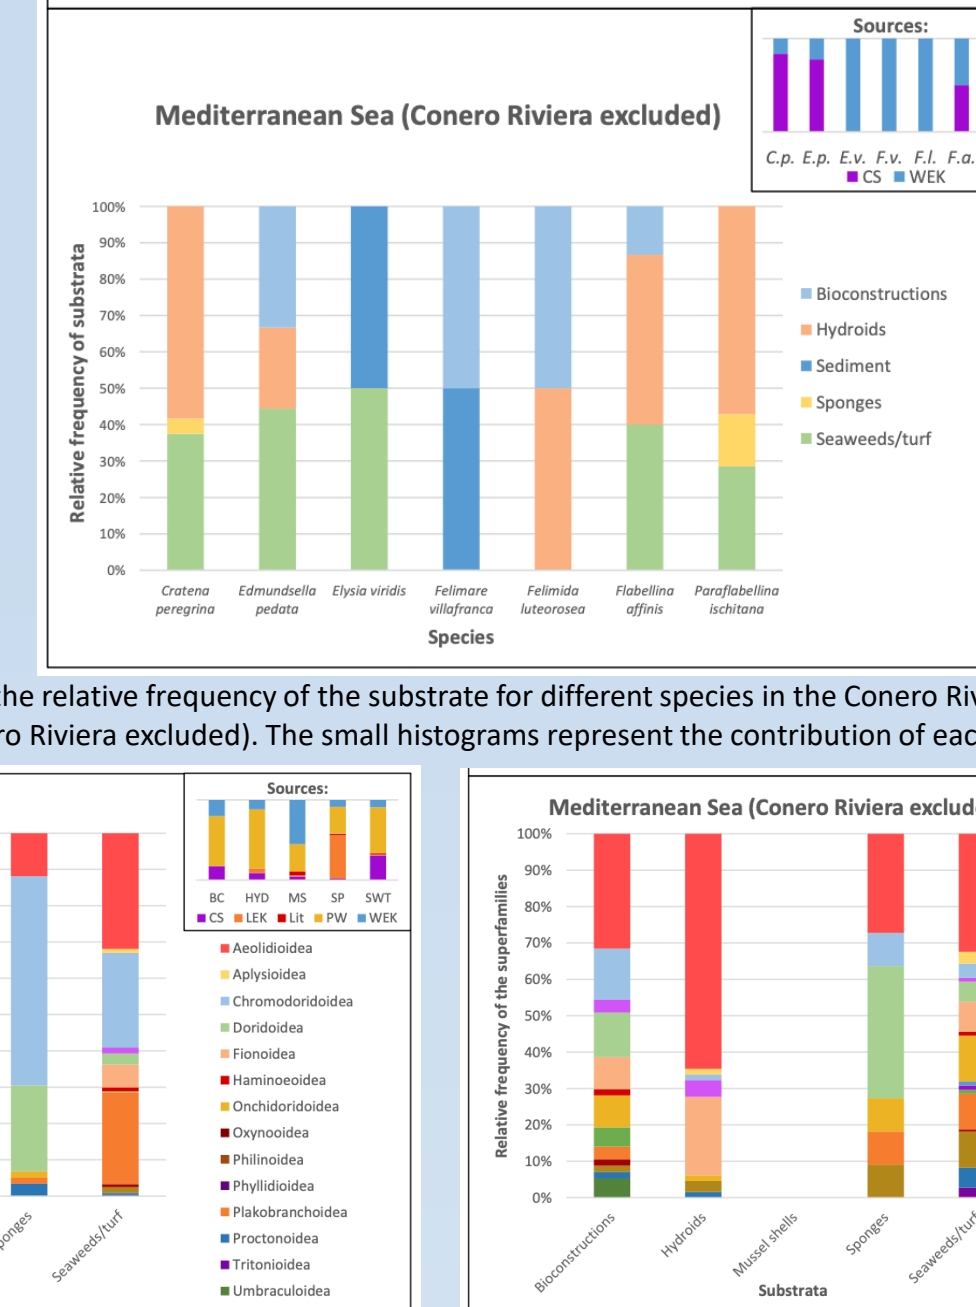 Sources:
C.p. E.p. E.v. F.v. F.l. F.a.
CS WEK
Mediterranean Sea (Conero Riviera excluded)
Relative frequency of substrata
100%
90%
80%
70%
60%
50%
40%
30%
20%
10%
0%
Bioconstructions
Hydroids
Sediment
Sponges
Seaweeds/turf
Cratena peregrina
Edmundsella pedata
Elysia viridis
Felimare villafranca
Felimida luteorosea
Flabellina affinis
Paraflabellina ischitana
Species
the relative frequency of the substrate for different species in the Conero Riv
ro Riviera excluded). The small histograms represent the contribution of eac
Sources:
BC HYD MS SP SWT
CS LEK Lit PW WEK
Aeolidioidea
Aplysioidea
Chromodoridoidea
Doridoidea
Fionoidea
Haminoeoidea
Onchidoridoidea
Oxynooidea
Philinoidea
Phyllidioidea
Plakobranchoidea
Proctonoidea
Tritonioidea
Umbraculoidea
ponges
Seaweeds/turf
Mediterranean Sea (Conero Riviera exclud
Relative frequency of the superfamilies
100%
90%
80%
70%
60%
50%
40%
30%
20%
10%
0%
Bioconstructions
Hydroids
Mussel shells
Sponges
Seaweeds/turf
Substrata